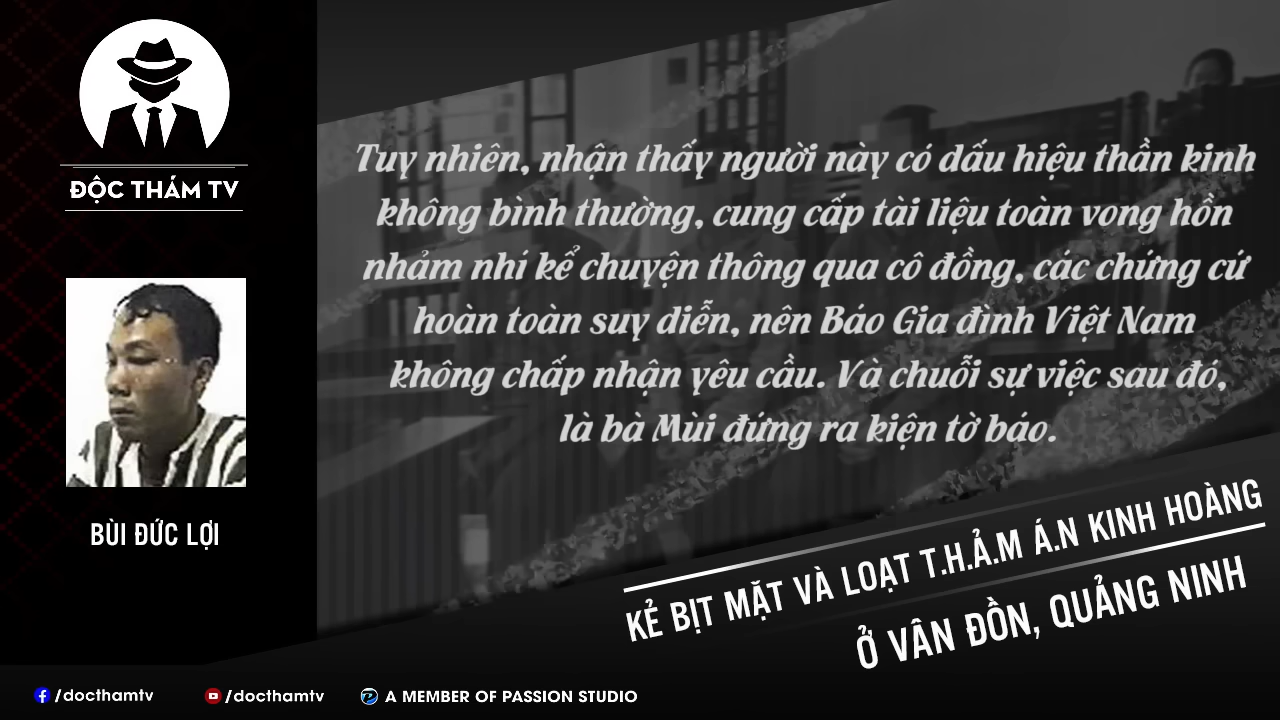 ĐỘC THÁM TV
BÙI ĐỨC LỢI
Tuy nhiên, nhận thấy người này có dấu hiệu thần kinh
không bình thường, cung cấp tài liệu toàn vong hồn
nhảm nhí kể chuyện thông qua cô đồng, các chứng cứ
hoàn toàn suy diễn, nên Báo Gia đình Việt Nam
không chấp nhận yêu cầu. Và chuỗi sự việc sau đó,
là bà Mùi đứng ra kiện tờ báo.
KẺ BỊT MẶT VÀ LOẠT T.H.Ả.M Á.N KINH HOÀNG
Ở VÂN ĐỒN, QUẢNG NINH
/docthamtv
/docthamtv
A MEMBER OF PASSION STUDIO